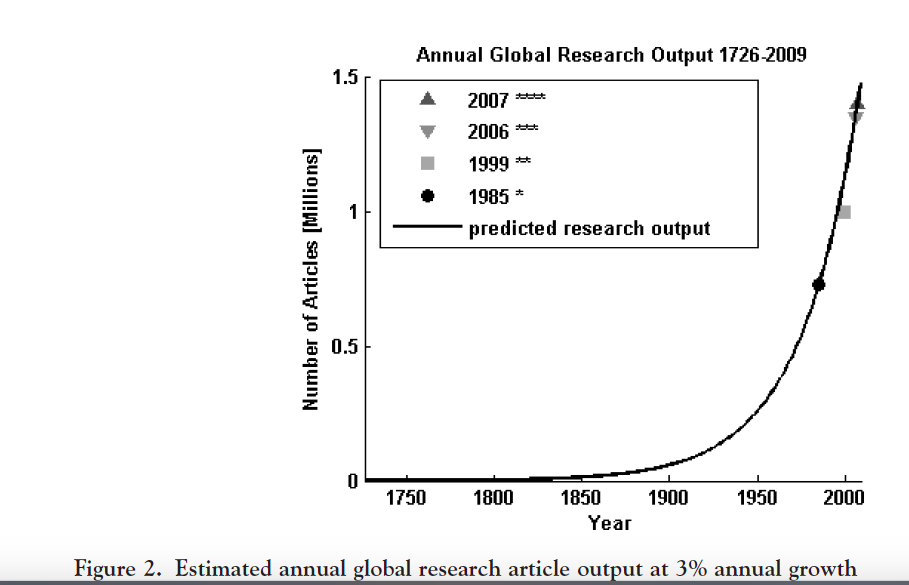 Annual Global Research Output 1726-2009
1.5
2007 ****
2006 ***
1999 **
1
1985 *
predicted research output
Number of Articles [Millions]
0.5
0
1750 1800 1850 1900 1950 2000
Year
Figure 2. Estimated annual global research article output at 3% annual growth